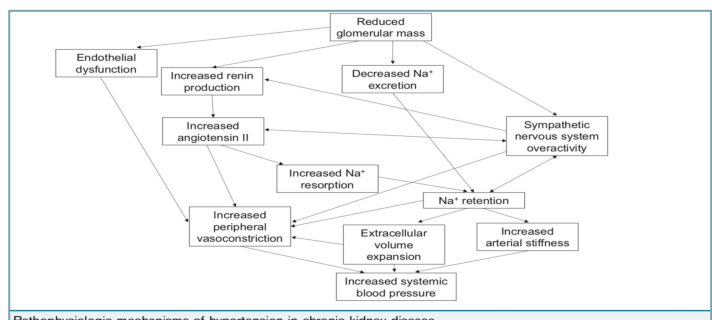 Reduced
glomerular mass
Endothelial
dysfunction
Increased renin
production
Decreased Na⁺
excretion
Increased
angiotensin II
Sympathetic
nervous system
overactivity
Increased Na⁺
resorption
Na⁺ retention
Increased
peripheral
vasoconstriction
Extracellular
volume
expansion
Increased
arterial stiffness
Increased systemic
blood pressure
Pathophysiologic mechanisms of hypertension in chronic kidney disease